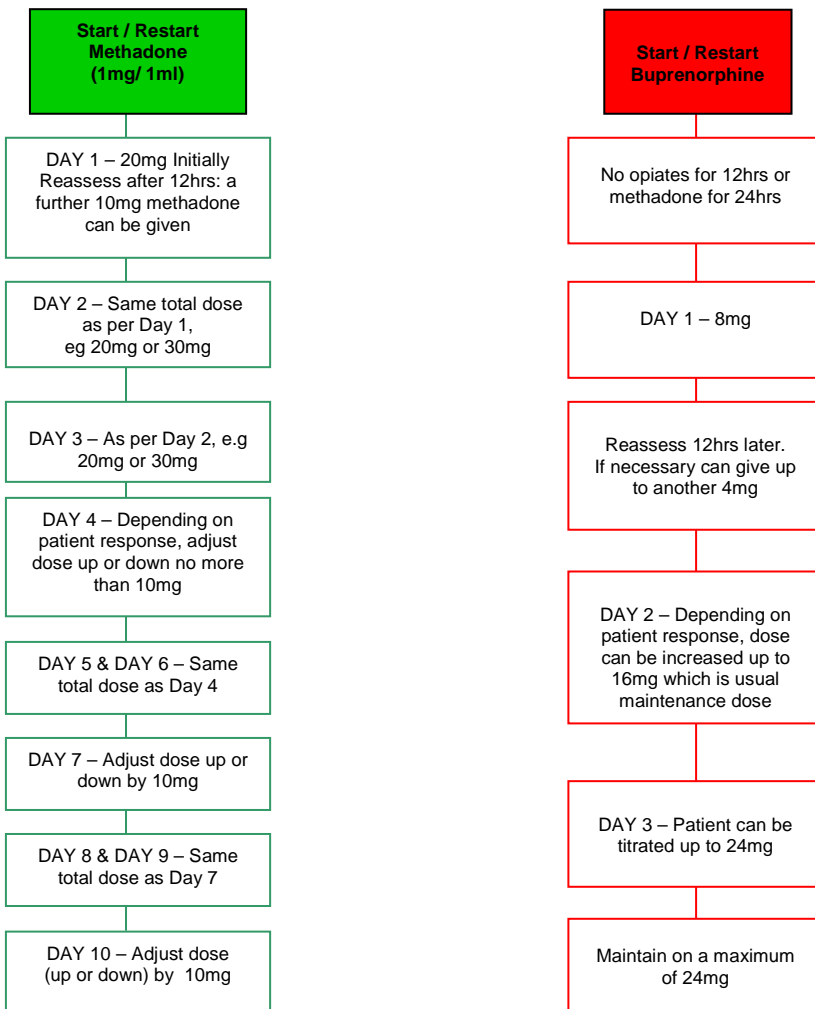 Start / Restart
Methadone
(1mg/ 1ml)
DAY 1 – 20mg Initially
Reassess after 12hrs: a
further 10mg methadone
can be given
DAY 2 – Same total dose
as per Day 1,
eg 20mg or 30mg
DAY 3 – As per Day 2, e.g
20mg or 30mg
DAY 4 – Depending on
patient response, adjust
dose up or down no more
than 10mg
DAY 5 & DAY 6 – Same
total dose as Day 4
DAY 7 – Adjust dose up or
down by 10mg
DAY 8 & DAY 9 – Same
total dose as Day 7
DAY 10 – Adjust dose
(up or down) by 10mg
Start / Restart
Buprenorphine
No opiates for 12hrs or
methadone for 24hrs
DAY 1 – 8mg
Reassess 12hrs later.
If necessary can give up
to another 4mg
DAY 2 – Depending on
patient response, dose
can be increased up to
16mg which is usual
maintenance dose
DAY 3 – Patient can be
titrated up to 24mg
Maintain on a maximum
of 24mg